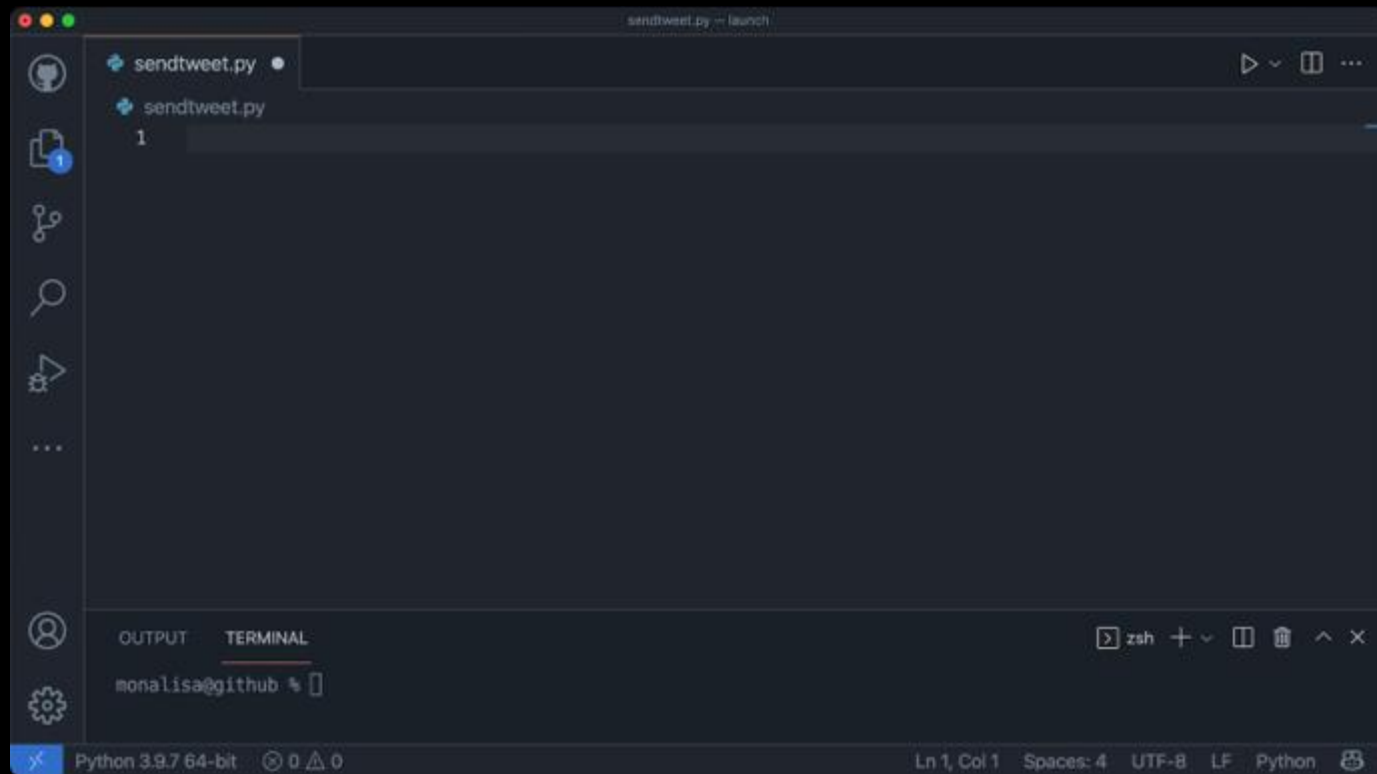 sendtweet.py — launch
sendtweet.py
sendtweet.py
1
1
OUTPUT TERMINAL
zsh
monalisa@github %
Python 3.9.7 64-bit 0 0
Ln 1, Col 1 Spaces: 4 UTF-8 LF Python